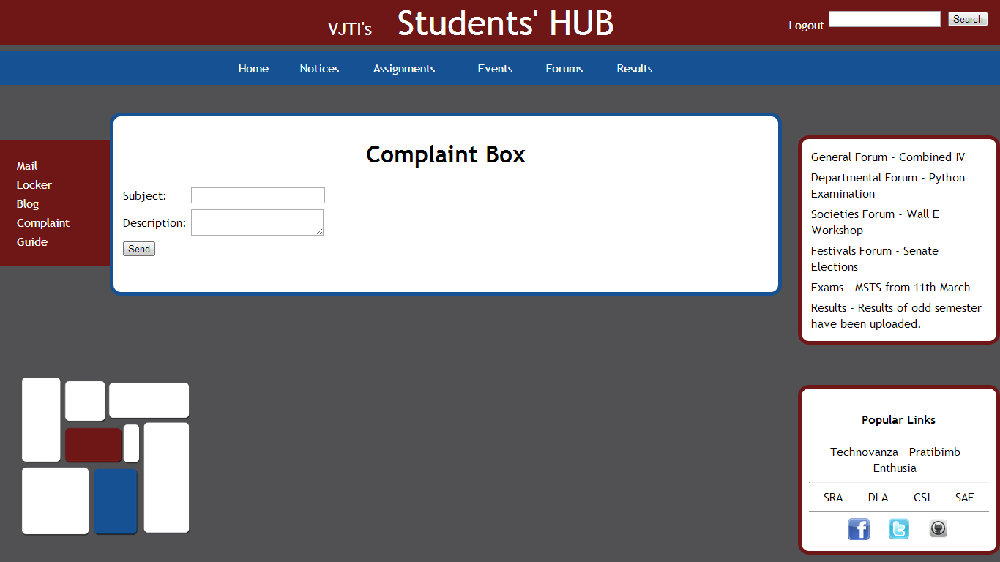 VJTI's Students' HUB
Logout Search
Home Notices Assignments Events Forums Results
Mail
Locker
Blog
Complaint
Guide
Complaint Box
Subject:
Description:
Send
General Forum - Combined IV
Departmental Forum - Python
Examination
Societies Forum - Wall E
Workshop
Festivals Forum - Senate
Elections
Exams - MSTS from 11th March
Results - Results of odd semester
have been uploaded.
Popular Links
Technovanza Pratibimb
Enthusia
SRA DLA CSI SAE